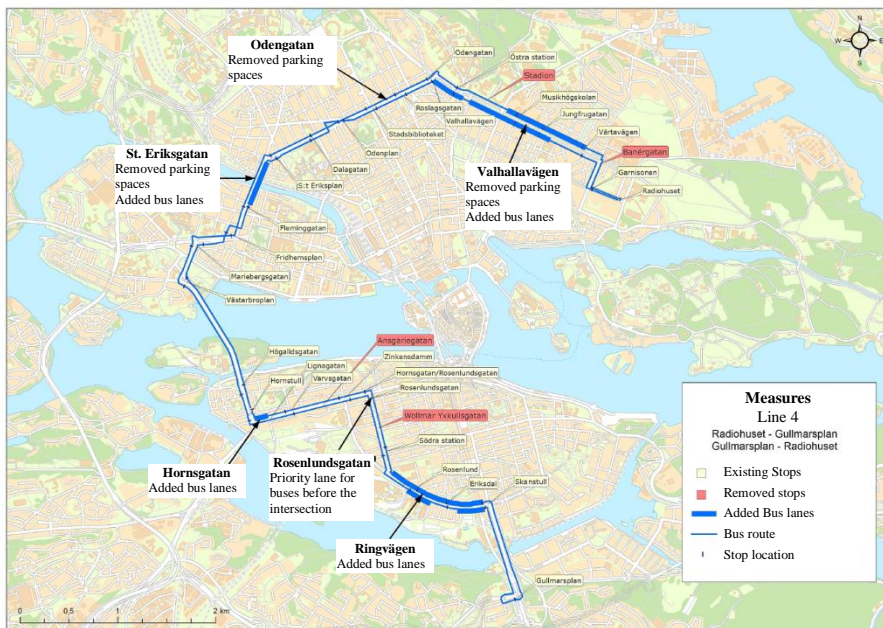 Odengatan
Removed parking
spaces
Odengatan
Östra station
Stadion
Musikhögskolan
Jungfrugatan
Värtavägen
Banérgatan
Garnisonen
Radiohuset
Roslagsgatan
Valhallavägen
Stadsbiblioteket
Odenplan
Dalagatan
S:t Eriksplan
St. Eriksgatan
Removed parking
spaces
Added bus lanes
Valhallavägen
Removed parking
spaces
Added bus lanes
Fleminggatan
Fridhemsplan
Mariebergsgatan
Västerbroplan
Högalidsgatan
Lignagatan
Hornstull
Varvsgatan
Ansgariegatan
Zinkensdamm
Hornsgatan/Rosenlundsgatan
Rosenlundsgatan
Wollmar Yxkullsgatan
Södra station
Hornsgatan
Added bus lanes
Rosenlundsgatan
Priority lane for
buses before the
intersection
Rosenlund
Eriksdal
Skanstull
Ringvägen
Added bus lanes
Gullmarsplan
Measures
Line 4
Radiohuset - Gullmarsplan
Gullmarsplan - Radiohuset
Existing Stops
Removed stops
Added Bus lanes
Bus route
Stop location
N
W E
S
0 0,5 1 2 km